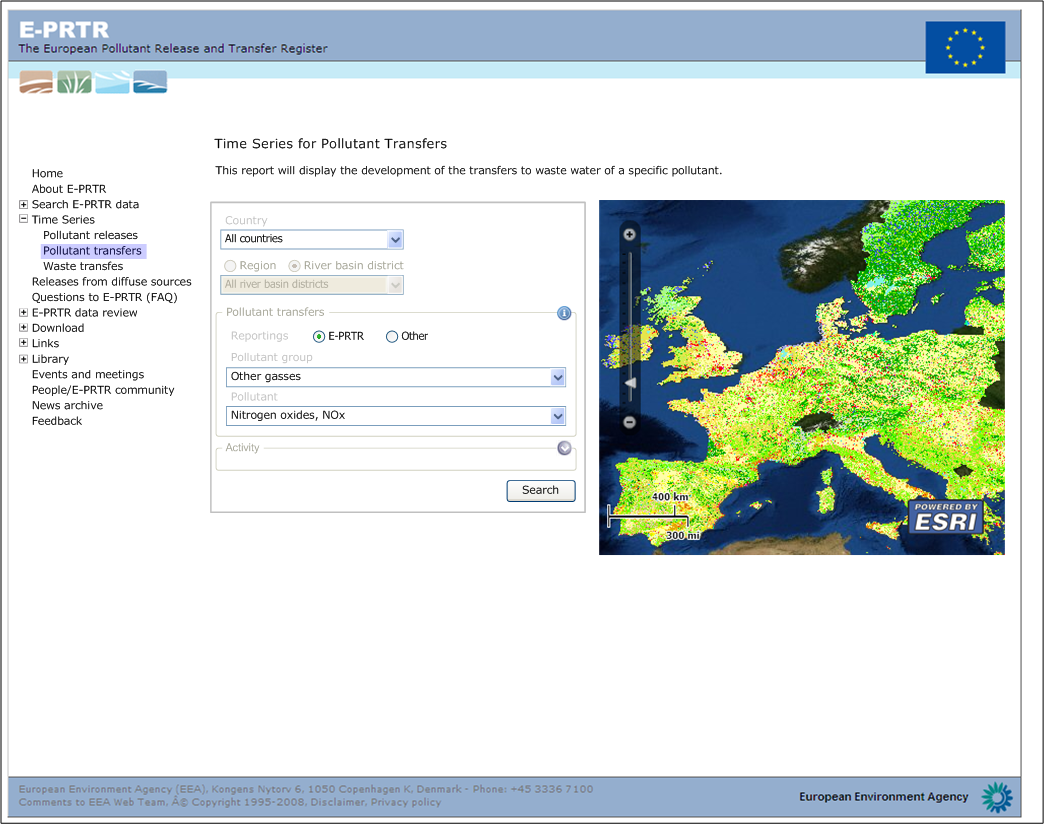 E-PRTR
The European Pollutant Release and Transfer Register
Time Series for Pollutant Transfers
This report will display the development of the transfers to waste water of a specific pollutant.
Home
About E-PRTR
Search E-PRTR data
Time Series
Pollutant releases
Pollutant transfers
Waste transfes
Releases from diffuse sources
Questions to E-PRTR (FAQ)
E-PRTR data review
Download
Links
Library
Events and meetings
People/E-PRTR community
News archive
Feedback
Country
All countries
Region River basin district
All river basin districts
Pollutant transfers
Reportings E-PRTR Other
Pollutant group
Other gasses
Pollutant
Nitrogen oxides, NOx
Activity
Search
400 km
300 mi
POWERED BY
ESRI
European Environment Agency (EEA), Kongens Nytorv 6, 1050 Copenhagen K, Denmark - Phone: +45 3336 7100
Comments to EEA Web Team, Â© Copyright 1995-2008. Disclaimer. Privacy policy
European Environment Agency